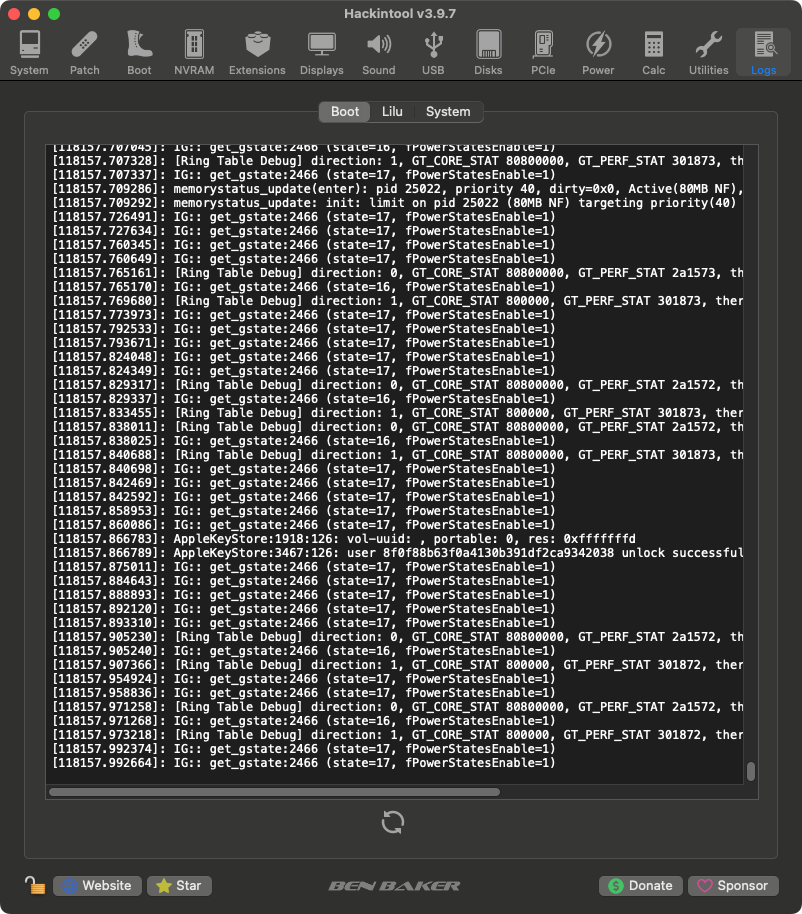 Hackintool v3.9.7
System Patch Boot NVRAM Extensions Displays Sound USB Disks PCIe Power Calc Utilities Logs
Boot Lilu System
[118157.707045]: IG:: get_gstate:2466 (state=16, fPowerStatesEnable=1)
[118157.707328]: [Ring Table Debug] direction: 1, GT_CORE_STAT 80800000, GT_PERF_STAT 301873, th
[118157.707337]: IG:: get_gstate:2466 (state=17, fPowerStatesEnable=1)
[118157.709286]: memorystatus_update(enter): pid 25022, priority 40, dirty=0x0, Active(80MB NF),
[118157.709292]: memorystatus_update: init: limit on pid 25022 (80MB NF) targeting priority(40)
[118157.726491]: IG:: get_gstate:2466 (state=17, fPowerStatesEnable=1)
[118157.727634]: IG:: get_gstate:2466 (state=17, fPowerStatesEnable=1)
[118157.760345]: IG:: get_gstate:2466 (state=17, fPowerStatesEnable=1)
[118157.760649]: IG:: get_gstate:2466 (state=17, fPowerStatesEnable=1)
[118157.765161]: [Ring Table Debug] direction: 0, GT_CORE_STAT 80800000, GT_PERF_STAT 2a1573, th
[118157.765170]: IG:: get_gstate:2466 (state=16, fPowerStatesEnable=1)
[118157.769680]: [Ring Table Debug] direction: 1, GT_CORE_STAT 800000, GT_PERF_STAT 301873, ther
[118157.773973]: IG:: get_gstate:2466 (state=17, fPowerStatesEnable=1)
[118157.792533]: IG:: get_gstate:2466 (state=17, fPowerStatesEnable=1)
[118157.793671]: IG:: get_gstate:2466 (state=17, fPowerStatesEnable=1)
[118157.824048]: IG:: get_gstate:2466 (state=17, fPowerStatesEnable=1)
[118157.824349]: IG:: get_gstate:2466 (state=17, fPowerStatesEnable=1)
[118157.829317]: [Ring Table Debug] direction: 0, GT_CORE_STAT 80800000, GT_PERF_STAT 2a1572, th
[118157.829337]: IG:: get_gstate:2466 (state=16, fPowerStatesEnable=1)
[118157.833455]: [Ring Table Debug] direction: 1, GT_CORE_STAT 800000, GT_PERF_STAT 301873, ther
[118157.838011]: [Ring Table Debug] direction: 0, GT_CORE_STAT 80800000, GT_PERF_STAT 2a1572, th
[118157.838025]: IG:: get_gstate:2466 (state=16, fPowerStatesEnable=1)
[118157.840688]: [Ring Table Debug] direction: 1, GT_CORE_STAT 80800000, GT_PERF_STAT 301873, th
[118157.840698]: IG:: get_gstate:2466 (state=17, fPowerStatesEnable=1)
[118157.842469]: IG:: get_gstate:2466 (state=17, fPowerStatesEnable=1)
[118157.842592]: IG:: get_gstate:2466 (state=17, fPowerStatesEnable=1)
[118157.858953]: IG:: get_gstate:2466 (state=17, fPowerStatesEnable=1)
[118157.860086]: IG:: get_gstate:2466 (state=17, fPowerStatesEnable=1)
[118157.866783]: AppleKeyStore:1918:126: vol-uuid: , portable: 0, res: 0xfffffffd
[118157.866789]: AppleKeyStore:3467:126: user 8f0f88b63f0a4130b391df2ca9342038 unlock successful
[118157.875011]: IG:: get_gstate:2466 (state=17, fPowerStatesEnable=1)
[118157.884643]: IG:: get_gstate:2466 (state=17, fPowerStatesEnable=1)
[118157.888893]: IG:: get_gstate:2466 (state=17, fPowerStatesEnable=1)
[118157.892120]: IG:: get_gstate:2466 (state=17, fPowerStatesEnable=1)
[118157.893310]: IG:: get_gstate:2466 (state=17, fPowerStatesEnable=1)
[118157.905230]: [Ring Table Debug] direction: 0, GT_CORE_STAT 80800000, GT_PERF_STAT 2a1572, th
[118157.905240]: IG:: get_gstate:2466 (state=16, fPowerStatesEnable=1)
[118157.907366]: [Ring Table Debug] direction: 1, GT_CORE_STAT 800000, GT_PERF_STAT 301872, ther
[118157.954924]: IG:: get_gstate:2466 (state=17, fPowerStatesEnable=1)
[118157.958836]: IG:: get_gstate:2466 (state=17, fPowerStatesEnable=1)
[118157.971258]: [Ring Table Debug] direction: 0, GT_CORE_STAT 80800000, GT_PERF_STAT 2a1572, th
[118157.971268]: IG:: get_gstate:2466 (state=16, fPowerStatesEnable=1)
[118157.973218]: [Ring Table Debug] direction: 1, GT_CORE_STAT 800000, GT_PERF_STAT 301872, ther
[118157.992374]: IG:: get_gstate:2466 (state=17, fPowerStatesEnable=1)
[118157.992664]: IG:: get_gstate:2466 (state=17, fPowerStatesEnable=1)
Website Star BEN BAKER Donate Sponsor